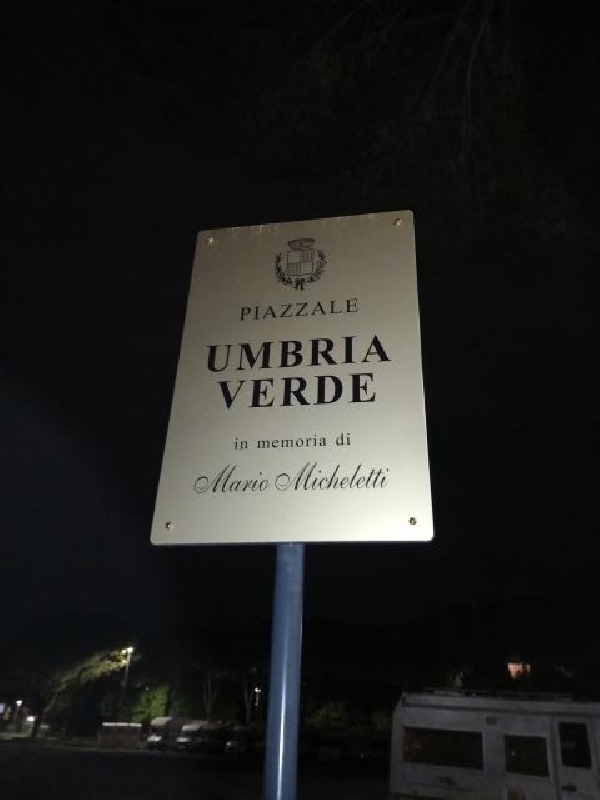 PIAZZALE
UMBRIA
VERDE
in memoria di
Mario Micheletti